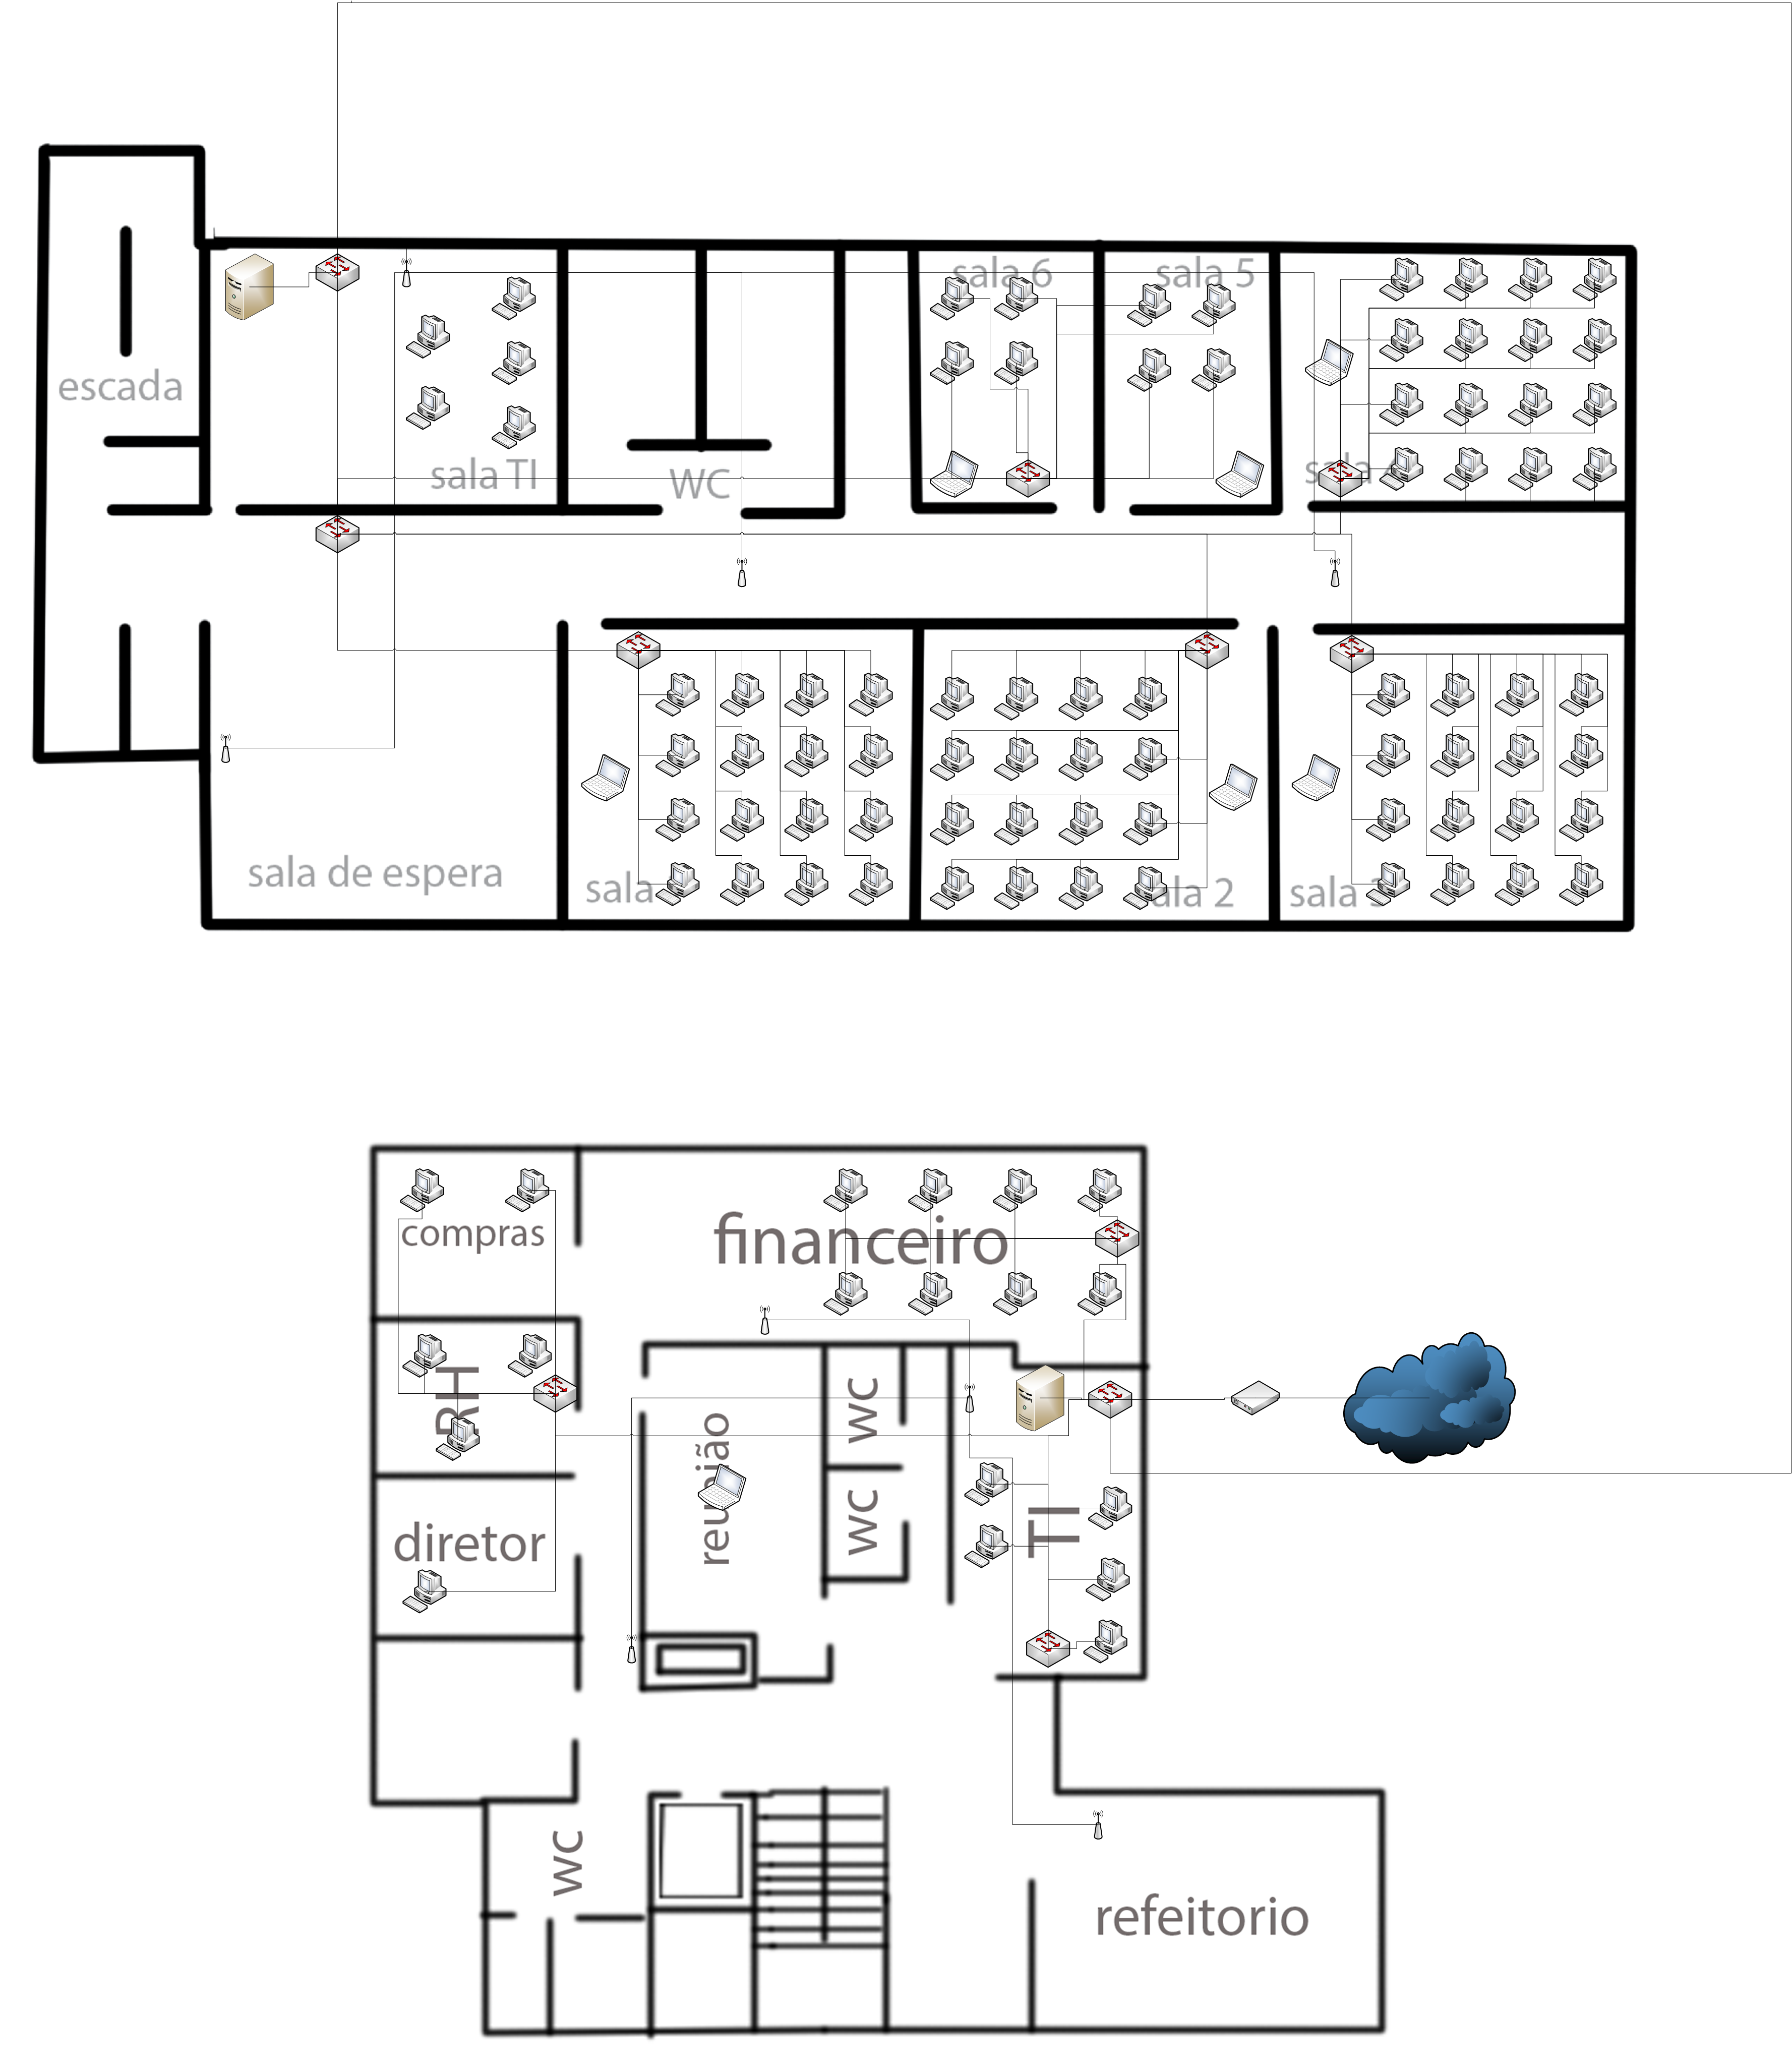 sala 6
sala 5
escada
sala TI
WC
sala
sala de espera
sala
ala 2
sala 3
compras
financeiro
RH
wc
reunião
wc
diretor
TI
wc
refeitorio